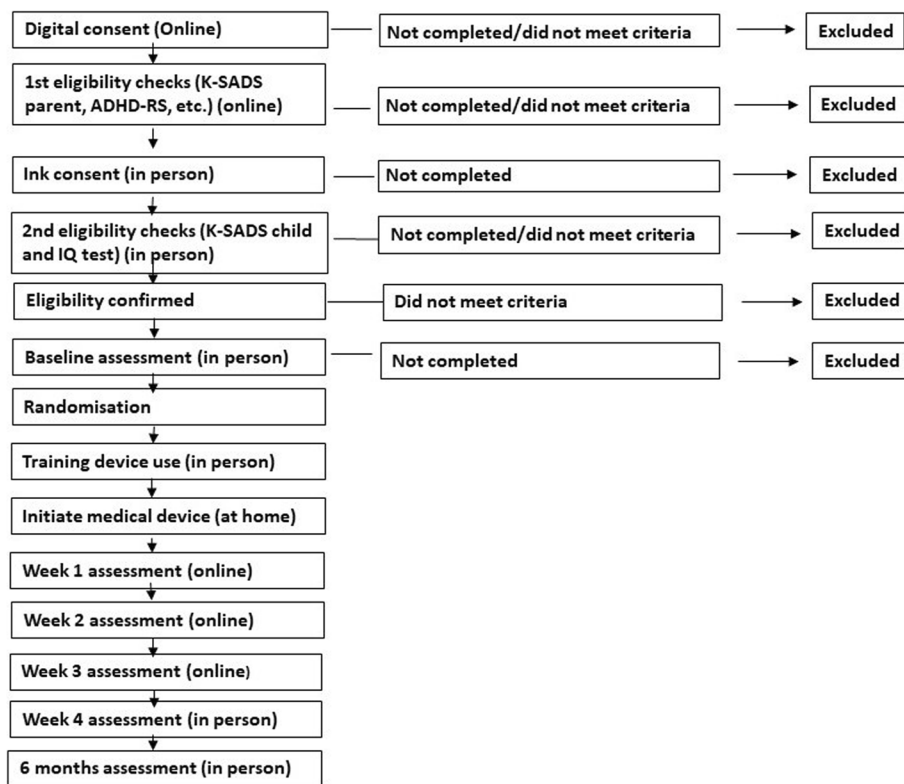 Digital consent (Online)
Not completed/did not meet criteria
Excluded
1st eligibility checks (K-SADS
parent, ADHD-RS, etc.) (online)
Not completed/did not meet criteria
Excluded
Ink consent (in person)
Not completed
Excluded
2nd eligibility checks (K-SADS child
and IQ test) (in person)
Not completed/did not meet criteria
Excluded
Eligibility confirmed
Did not meet criteria
Excluded
Baseline assessment (in person)
Not completed
Excluded
Randomisation
Training device use (in person)
Initiate medical device (at home)
Week 1 assessment (online)
Week 2 assessment (online)
Week 3 assessment (online)
Week 4 assessment (in person)
6 months assessment (in person)